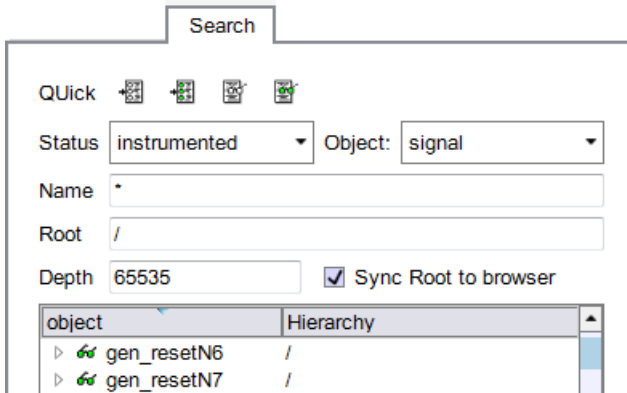 Search
QUick
Status instrumented Object: signal
Name *
Root /
Depth 65535 Sync Root to browser
object Hierarchy
gen_resetN6 /
gen_resetN7 /